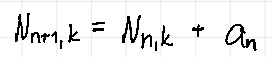 N_{n+1, k} = N_{n, k} + a_n